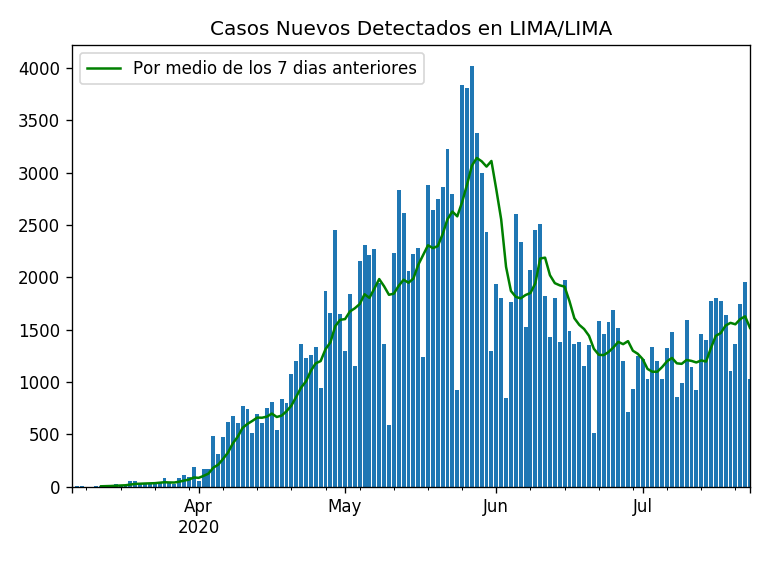 Casos Nuevos Detectados en LIMA/LIMA
Por medio de los 7 dias anteriores
4000
3500
3000
2500
2000
1500
1000
500
0
Apr
2020
May
Jun
Jul